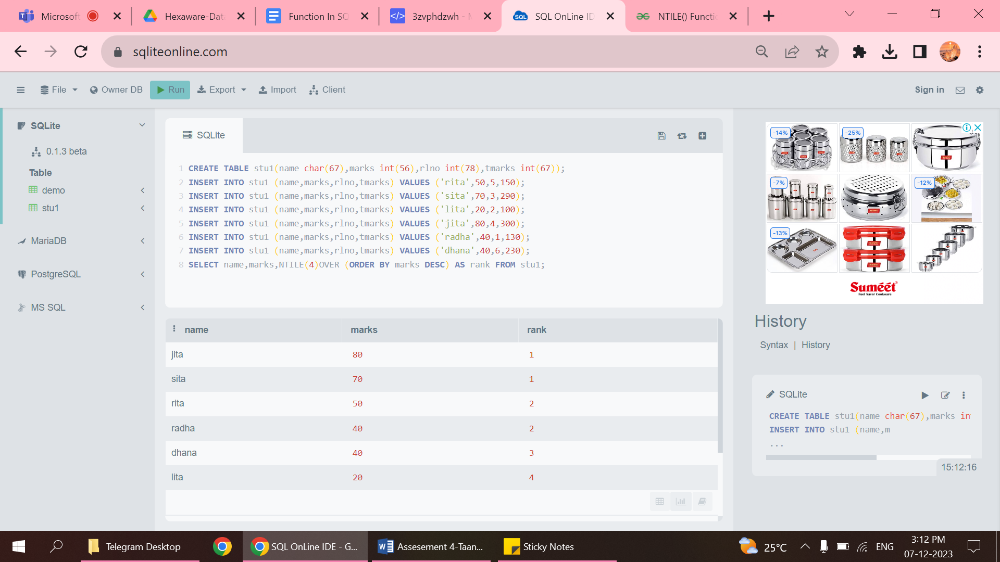 Microsoft
Hexaware-Dat
Function In SQ
3zvphdzwh - M
SQL OnLine ID
NTILE() Functi
sqliteonline.com
File
Owner DB
Run
Export
Import
Client
Sign in
SQLite
0.1.3 beta
Table
demo
stu1
MariaDB
PostgreSQL
MS SQL
SQLite
1 CREATE TABLE stu1(name char(67),marks int(56),rlno int(78),tmarks int(67));
2 INSERT INTO stu1 (name,marks,rlno,tmarks) VALUES ('rita',50,5,150);
3 INSERT INTO stu1 (name,marks,rlno,tmarks) VALUES ('sita',70,3,290);
4 INSERT INTO stu1 (name,marks,rlno,tmarks) VALUES ('lita',20,2,100);
5 INSERT INTO stu1 (name,marks,rlno,tmarks) VALUES ('jita',80,4,300);
6 INSERT INTO stu1 (name,marks,rlno,tmarks) VALUES ('radha',40,1,130);
7 INSERT INTO stu1 (name,marks,rlno,tmarks) VALUES ('dhana',40,6,230);
8 SELECT name,marks,NTILE(4)OVER (ORDER BY marks DESC) AS rank FROM stu1;
name marks rank
jita 80 1
sita 70 1
rita 50 2
radha 40 2
dhana 40 3
lita 20 4
-14%
-25%
-7%
-12%
-13%
Suméét®
Fuel Saver Cookware
History
Syntax | History
SQLite
CREATE TABLE stu1(name char(67),marks in
INSERT INTO stu1 (name,m
...
15:12:16
Telegram Desktop
SQL OnLine IDE - G...
Assesement 4-Taan...
Sticky Notes
25°C
ENG
3:12 PM
07-12-2023